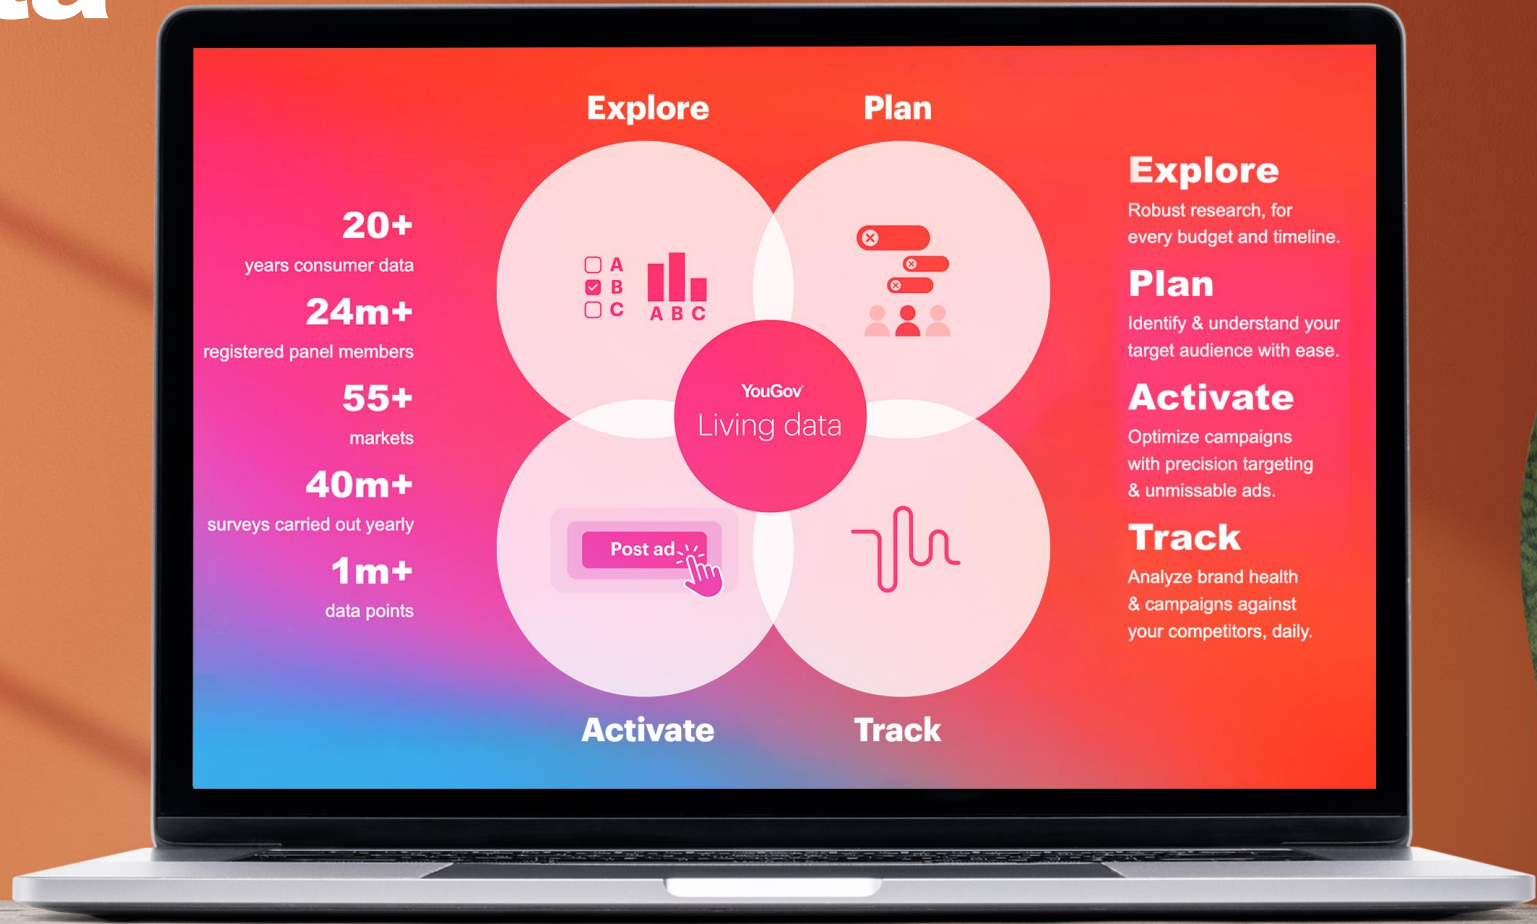 Explore
Plan
20+
years consumer data
24m+
registered panel members
55+
markets
40m+
surveys carried out yearly
1m+
data points
A
B
C
A B C
YouGov
Living data
Post ad
Activate
Track
Explore
Robust research, for
every budget and timeline.
Plan
Identify & understand your
target audience with ease.
Activate
Optimize campaigns
with precision targeting
& unmissable ads.
Track
Analyze brand health
& campaigns against
your competitors, daily.